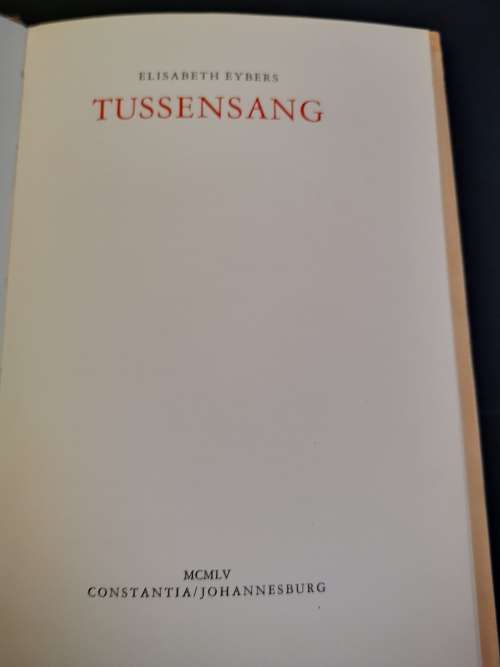 ELISABETH EYBERS
TUSSENSANG
MCMLV
CONSTANTIA/JOHANNESBURG